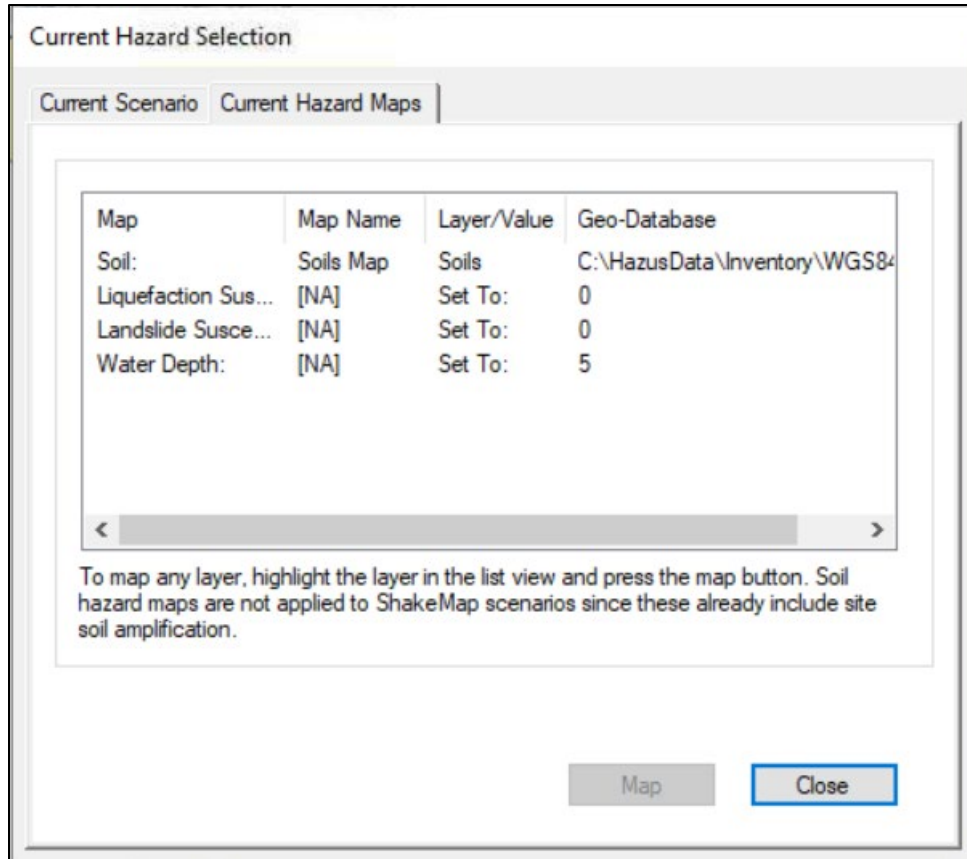 Current Hazard Selection
Current Scenario Current Hazard Maps
Map Map Name Layer/Value Geo-Database
Soil: Soils Map Soils C:\HazusData\Inventory\WGS84
Liquefaction Sus... [NA] Set To: 0
Landslide Susce... [NA] Set To: 0
Water Depth: [NA] Set To: 5
To map any layer, highlight the layer in the list view and press the map button. Soil
hazard maps are not applied to ShakeMap scenarios since these already include site
soil amplification.
Map Close